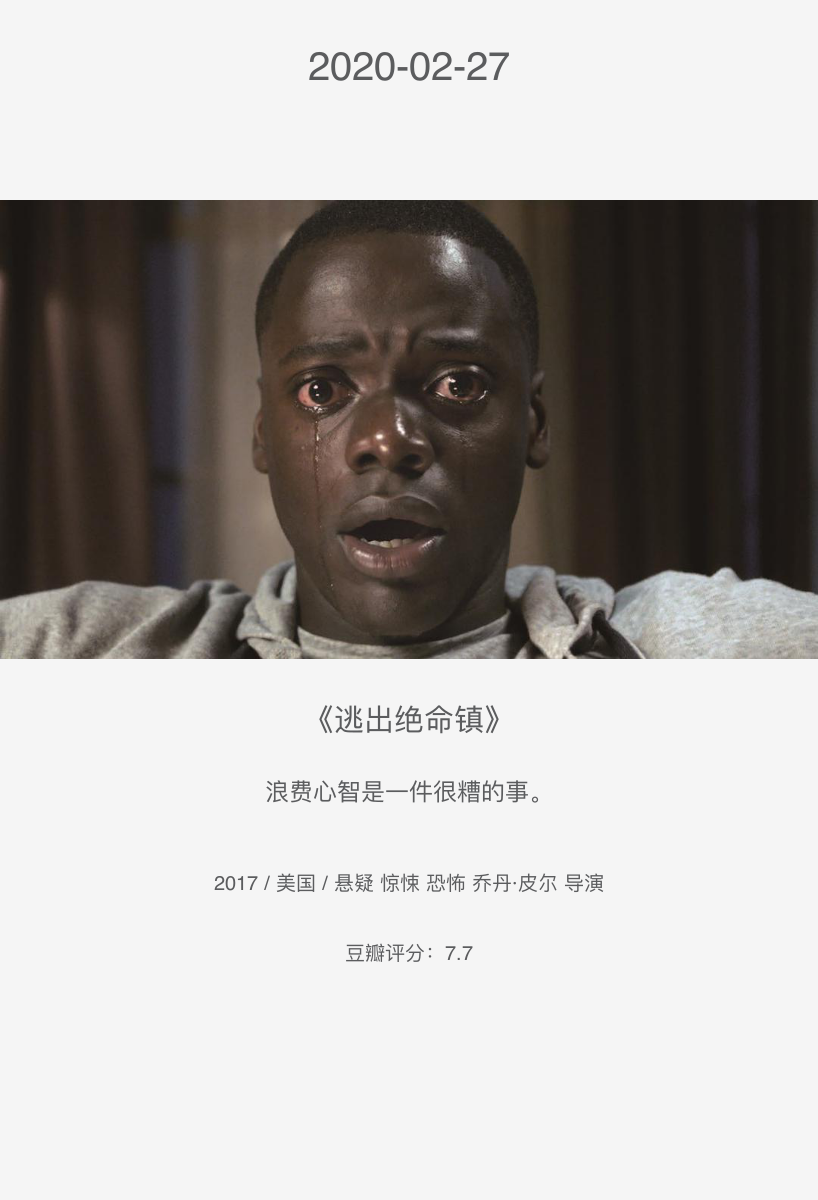 2020-02-27
《逃出绝命镇》
浪费心智是一件很糟的事。
2017 / 美国 / 悬疑 惊悚 恐怖 乔丹·皮尔 导演
豆瓣评分：7.7